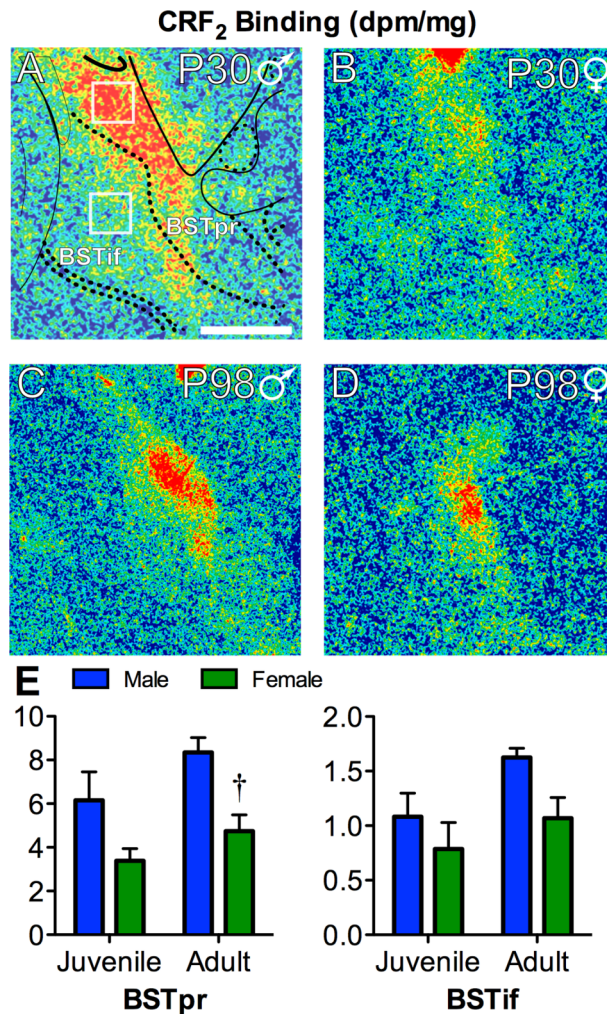 CRF₂ Binding (dpm/mg)
A P30♂
BSTpr
BSTif
B P30♀
C P98♂
D P98♀
E Male Female
10
8
6
4
2
0
Juvenile Adult
BSTpr
†
2.0
1.5
1.0
0.5
0.0
Juvenile Adult
BSTif